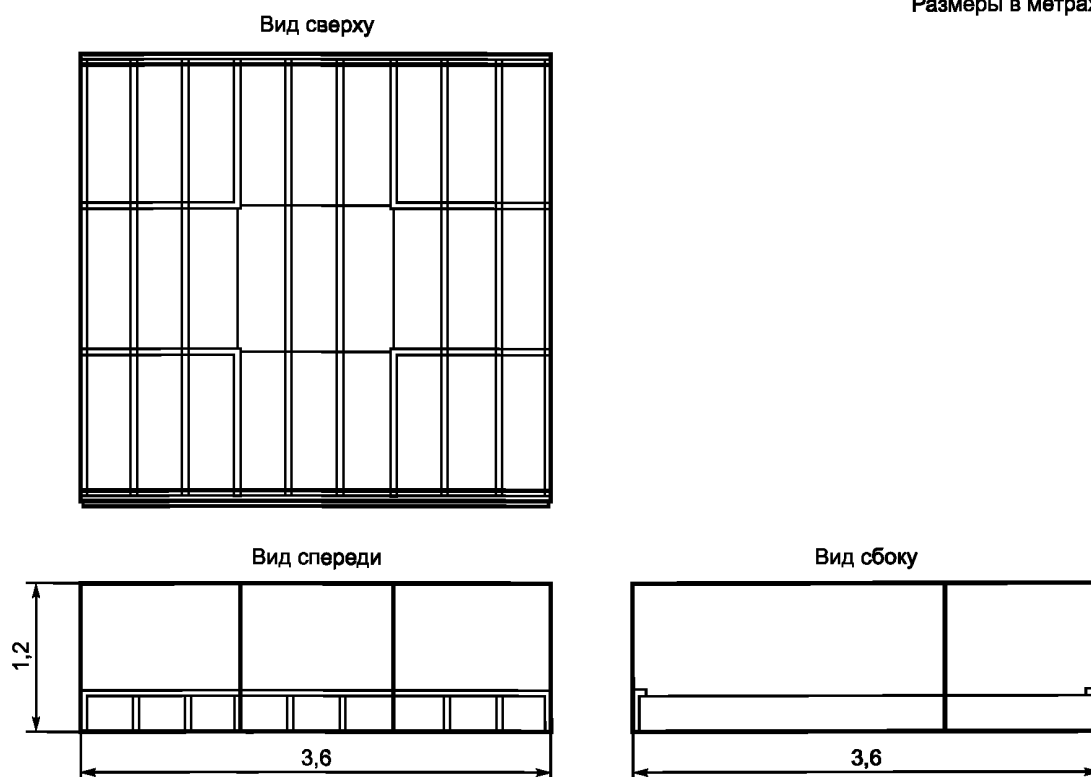 Размеры в метрах
Вид сверху
Вид спереди
Вид сбоку
1,2
3,6
3,6